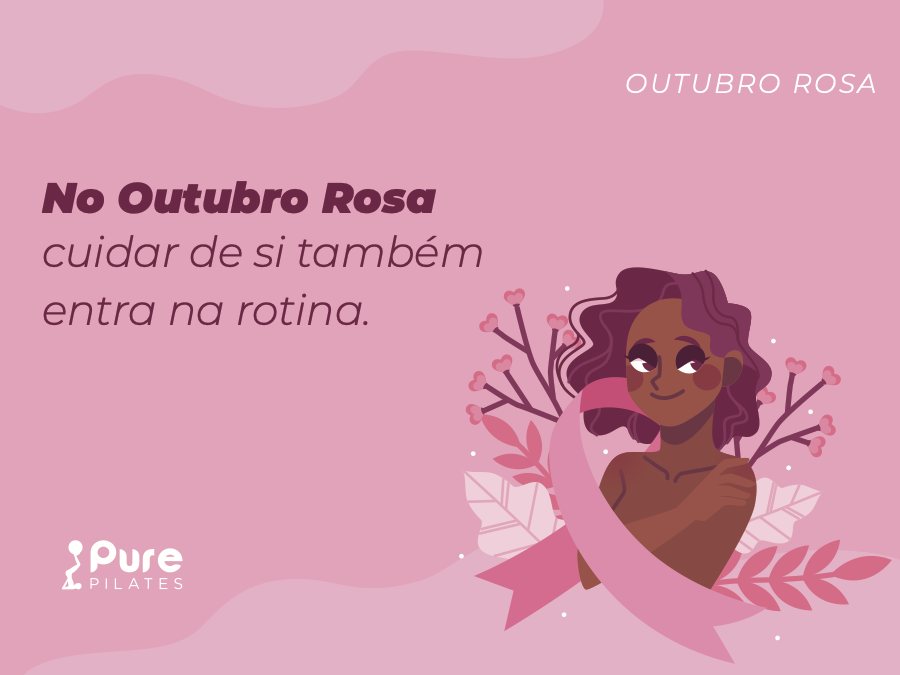 OUTUBRO ROSA
No Outubro Rosa
cuidar de si também
entra na rotina.
Pure
PILATES